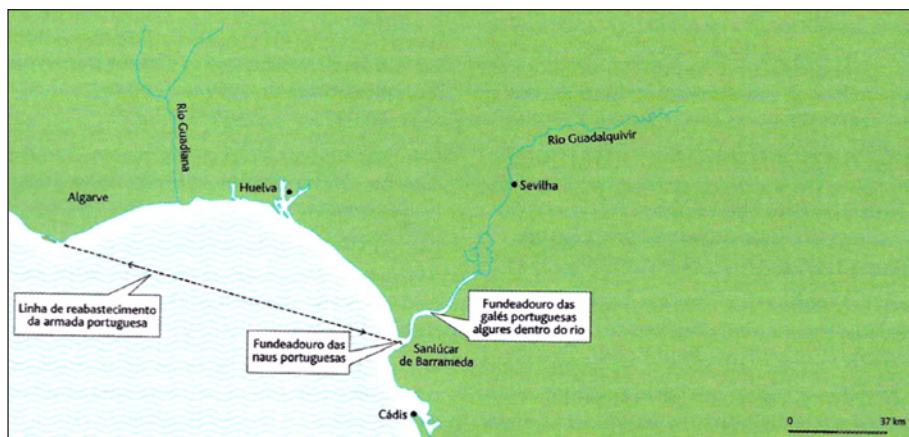 Rio Guadiana
Rio Guadalquivir
Huelva
Sevilha
Algarve
Linha de reabastecimento
da armada portuguesa
Fundeadouro das
naus portuguesas
Fundeadouro das
galés portuguesas
algures dentro do rio
Sanlúcar
de Barrameda
Cádis
0 37 km